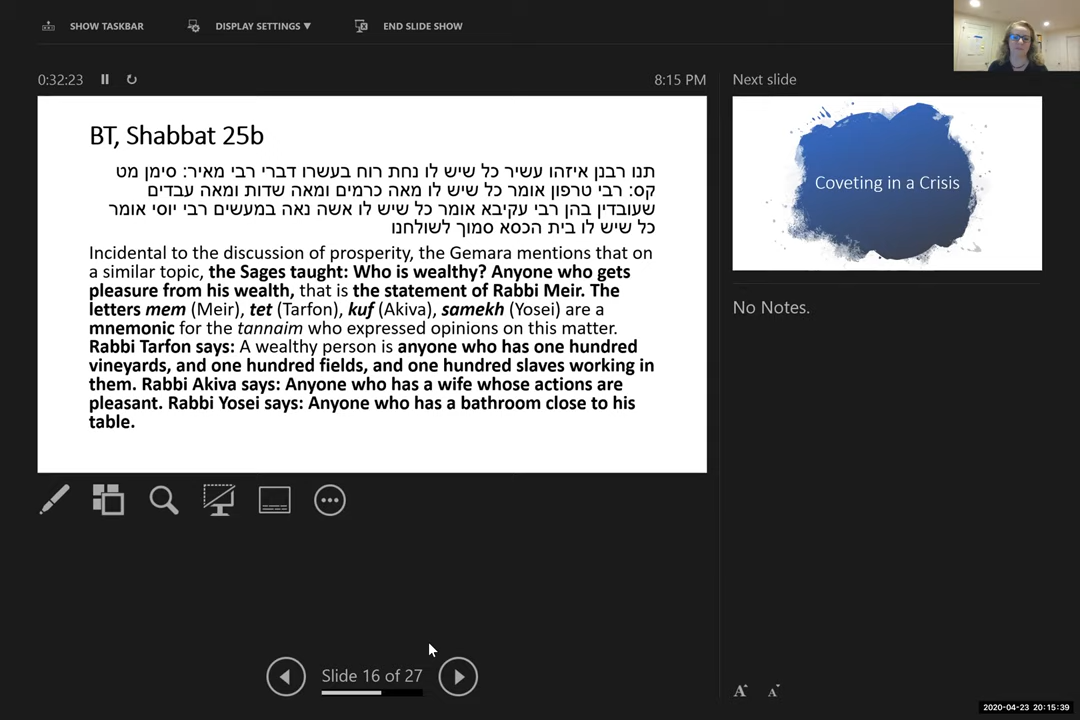 SHOW TASKBAR
DISPLAY SETTINGS ▼
END SLIDE SHOW
0:32:23
8:15 PM
BT, Shabbat 25b
תנו רבנן איזהו עשיר כל שיש לו נחת רוח בעשרו דברי רבי מאיר: סימן מט
קס: רבי טרפון אומר כל שיש לו מאה כרמים ומאה שדות ומאה עבדים
שעובדין בהן רבי עקיבא אומר כל שיש לו אשה נאה במעשים רבי יוסי אומר
כל שיש לו בית הכסא סמוך לשולחנו
Incidental to the discussion of prosperity, the Gemara mentions that on
a similar topic, the Sages taught: Who is wealthy? Anyone who gets
pleasure from his wealth, that is the statement of Rabbi Meir. The
letters mem (Meir), tet (Tarfon), kuf (Akiva), samekh (Yosei) are a
mnemonic for the tannaim who expressed opinions on this matter.
Rabbi Tarfon says: A wealthy person is anyone who has one hundred
vineyards, and one hundred fields, and one hundred slaves working in
them. Rabbi Akiva says: Anyone who has a wife whose actions are
pleasant. Rabbi Yosei says: Anyone who has a bathroom close to his
table.
Slide 16 of 27
Next slide
Coveting in a Crisis
No Notes.
A A
2020-04-23 20:15:39